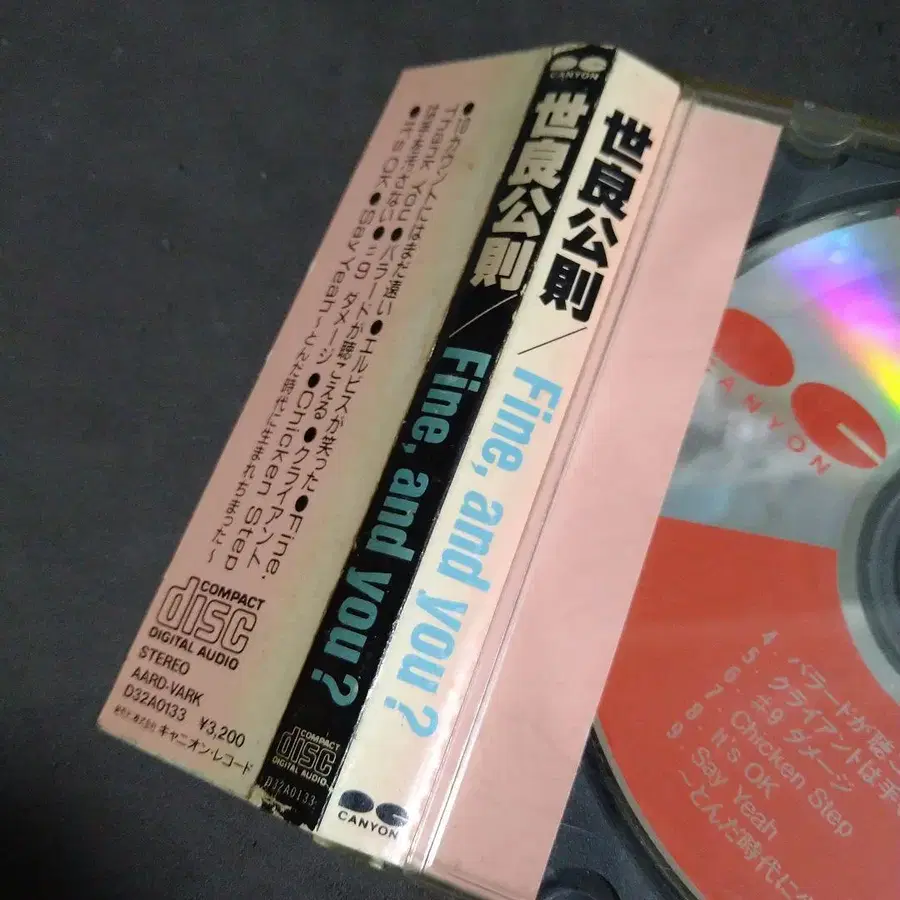 ●セカンドにはまだ遠い ●エルビスが笑った ●Fine,
Thank You ●バラードが聴こえる ●クライアント
は手をださない ●♯9 ダメージ ●Chicken Step
●It's OK ●Say Yeah～とんだ時代に生まれちまった～
COMPACT
disc
DIGITAL AUDIO
STEREO
AARD-VARK
D32A0133 ¥3,200
キャニオン・レコード
CANYON
世良公則／Fine, and you?
COMPACT
disc
DIGITAL AUDIO
D32A0133
世良公則／Fine, and you?
CANYON
CANYON
4. バラードが聴
5. クライアントは手
6. ♯9 ダメージ
7. Chicken Step
8. It's OK
9. Say Yeah
～とんだ時代に